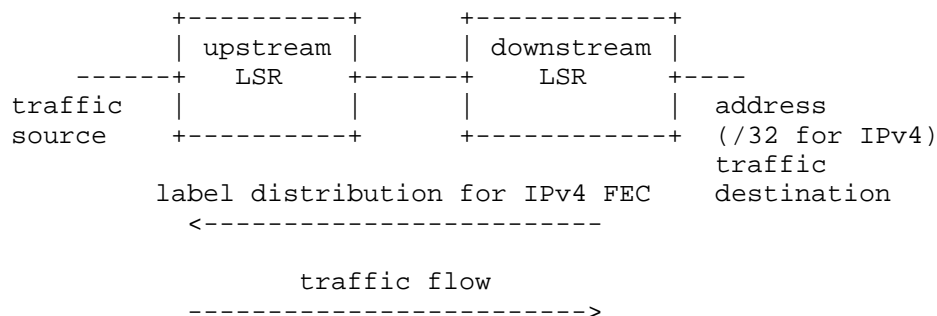 +----------+      +------------+
| upstream |      | downstream |
------+   LSR    +------+    LSR     +----
traffic   |          |      |            |  address
source    +----------+      +------------+  (/32 for IPv4)
traffic
label distribution for IPv4 FEC    destination
<-------------------------
traffic flow
------------------------->